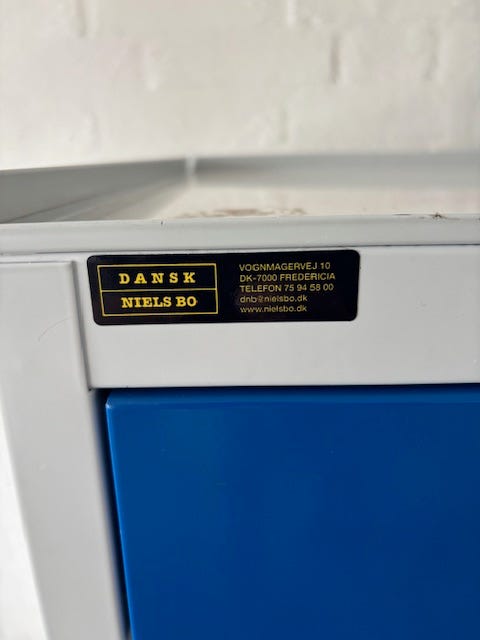 DANSK
NIELS BO
VOGNMAGERVEJ 10
DK-7000 FREDERICIA
TELEFON 75 94 58 00
dnb@nielsbo.dk
www.nielsbo.dk